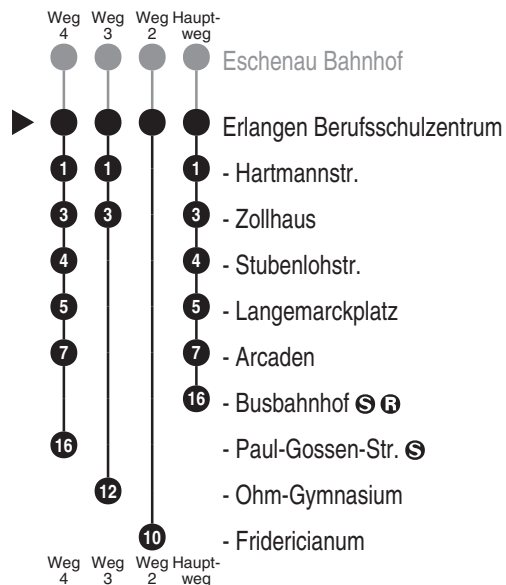 Weg Weg Weg Haupt-
4 3 2 weg
Eschenau Bahnhof
Erlangen Berufsschulzentrum
1 1 1 - Hartmannstr.
3 3 3 - Zollhaus
4 4 - Stubenlohstr.
5 5 - Langemarckplatz
7 7 - Arcaden
16 - Busbahnhof S R
16 - Paul-Gossen-Str. S
12 - Ohm-Gymnasium
10 - Fridericianum
Weg Weg Weg Haupt-
4 3 2 weg